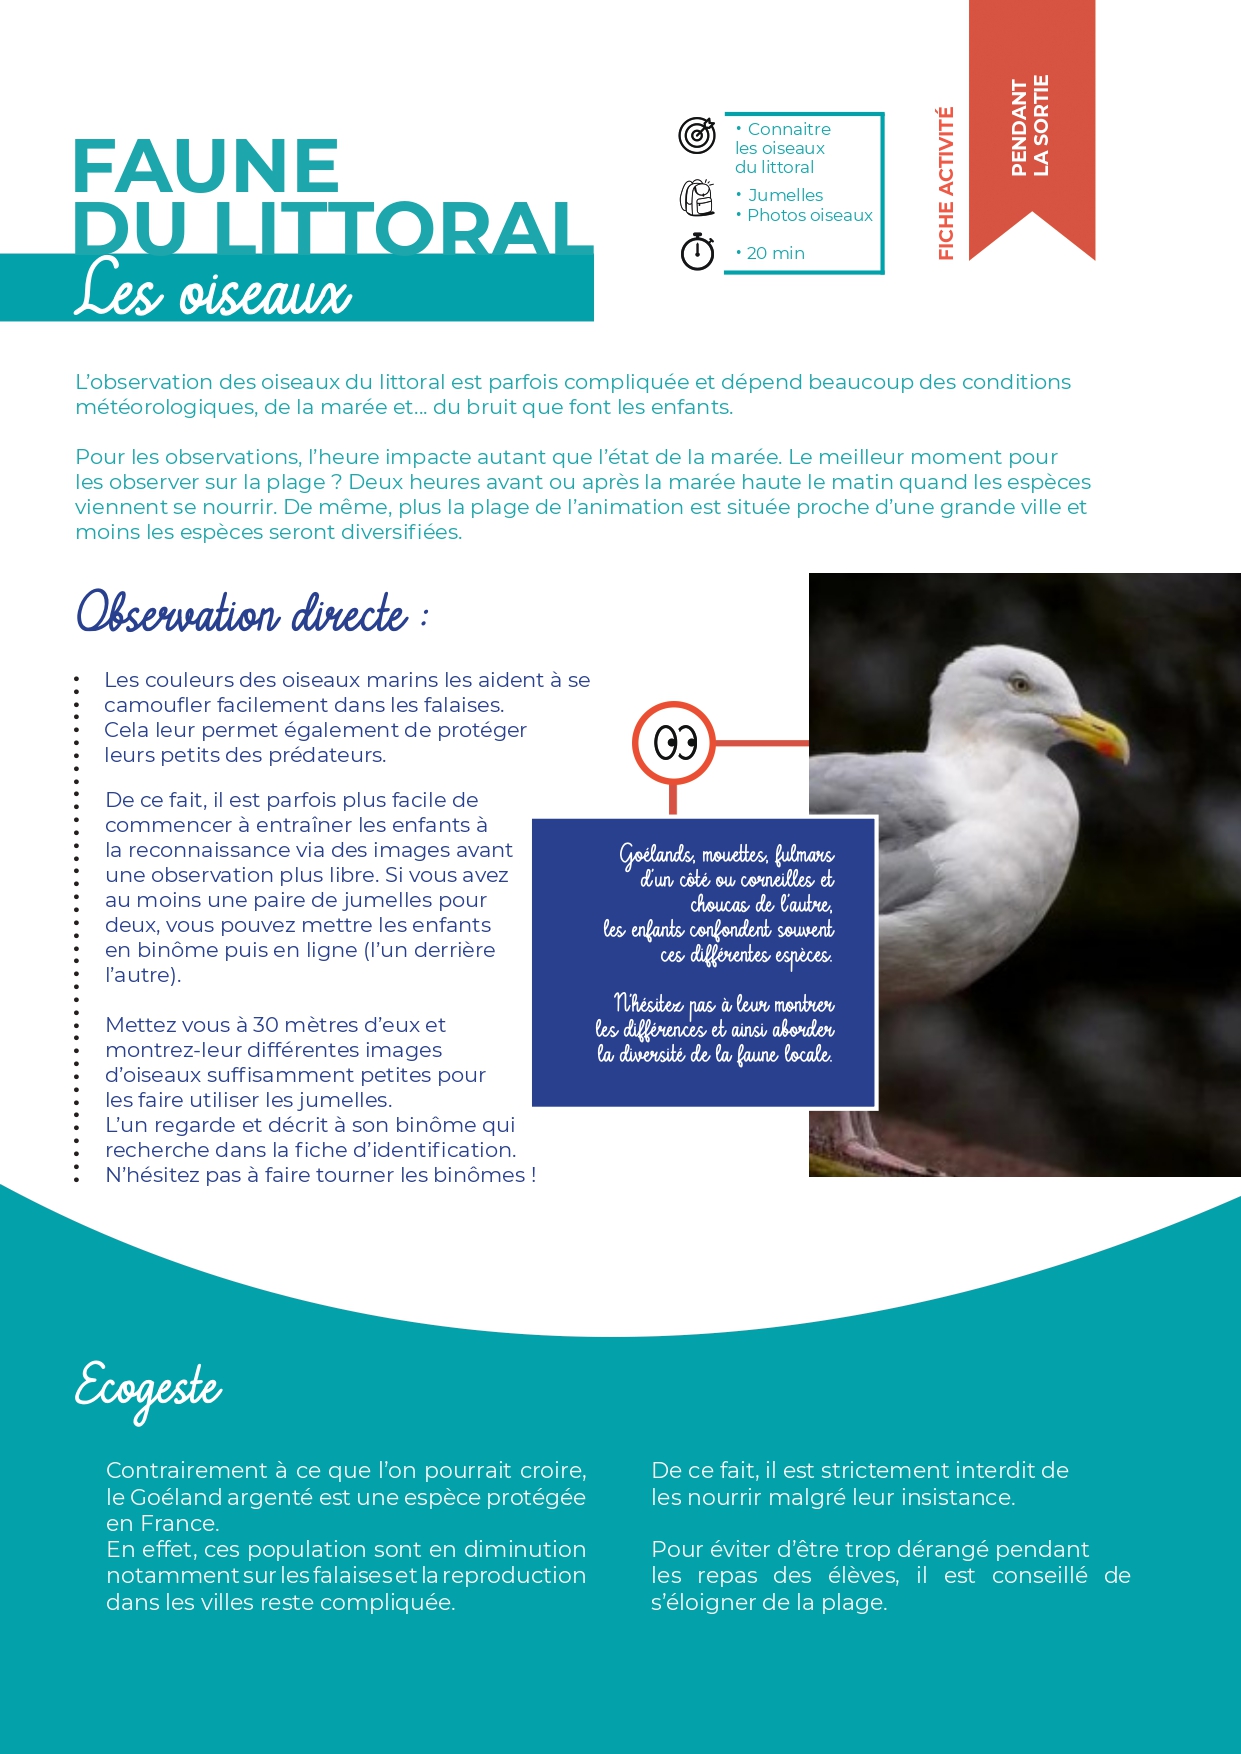 FAUNE
DU LITTORAL
Les oiseaux
• Connaitre
les oiseaux
du littoral
• Jumelles
• Photos oiseaux
• 20 min
FICHE ACTIVITÉ
PENDANT
LA SORTIE
L’observation des oiseaux du littoral est parfois compliquée et dépend beaucoup des conditions
météorologiques, de la marée et... du bruit que font les enfants.
Pour les observations, l’heure impacte autant que l’état de la marée. Le meilleur moment pour
les observer sur la plage ? Deux heures avant ou après la marée haute le matin quand les espèces
viennent se nourrir. De même, plus la plage de l’animation est située proche d’une grande ville et
moins les espèces seront diversifiées.
Observation directe :
Les couleurs des oiseaux marins les aident à se
camoufler facilement dans les falaises.
Cela leur permet également de protéger
leurs petits des prédateurs.
De ce fait, il est parfois plus facile de
commencer à entraîner les enfants à
la reconnaissance via des images avant
une observation plus libre. Si vous avez
au moins une paire de jumelles pour
deux, vous pouvez mettre les enfants
en binôme puis en ligne (l’un derrière
l’autre).
Mettez vous à 30 mètres d’eux et
montrez-leur différentes images
d’oiseaux suffisamment petites pour
les faire utiliser les jumelles.
L’un regarde et décrit à son binôme qui
recherche dans la fiche d’identification.
N’hésitez pas à faire tourner les binômes !
Goélands, mouettes, fulmars
d’un côté ou corneilles et
choucas de l’autre,
les enfants confondent souvent
ces différentes espèces.
N’hésitez pas à leur montrer
les différences et ainsi aborder
la diversité de la faune locale.
Ecogeste
Contrairement à ce que l’on pourrait croire,
le Goéland argenté est une espèce protégée
en France.
En effet, ces population sont en diminution
notamment sur les falaises et la reproduction
dans les villes reste compliquée.
De ce fait, il est strictement interdit de
les nourrir malgré leur insistance.
Pour éviter d’être trop dérangé pendant
les repas des élèves, il est conseillé de
s’éloigner de la plage.